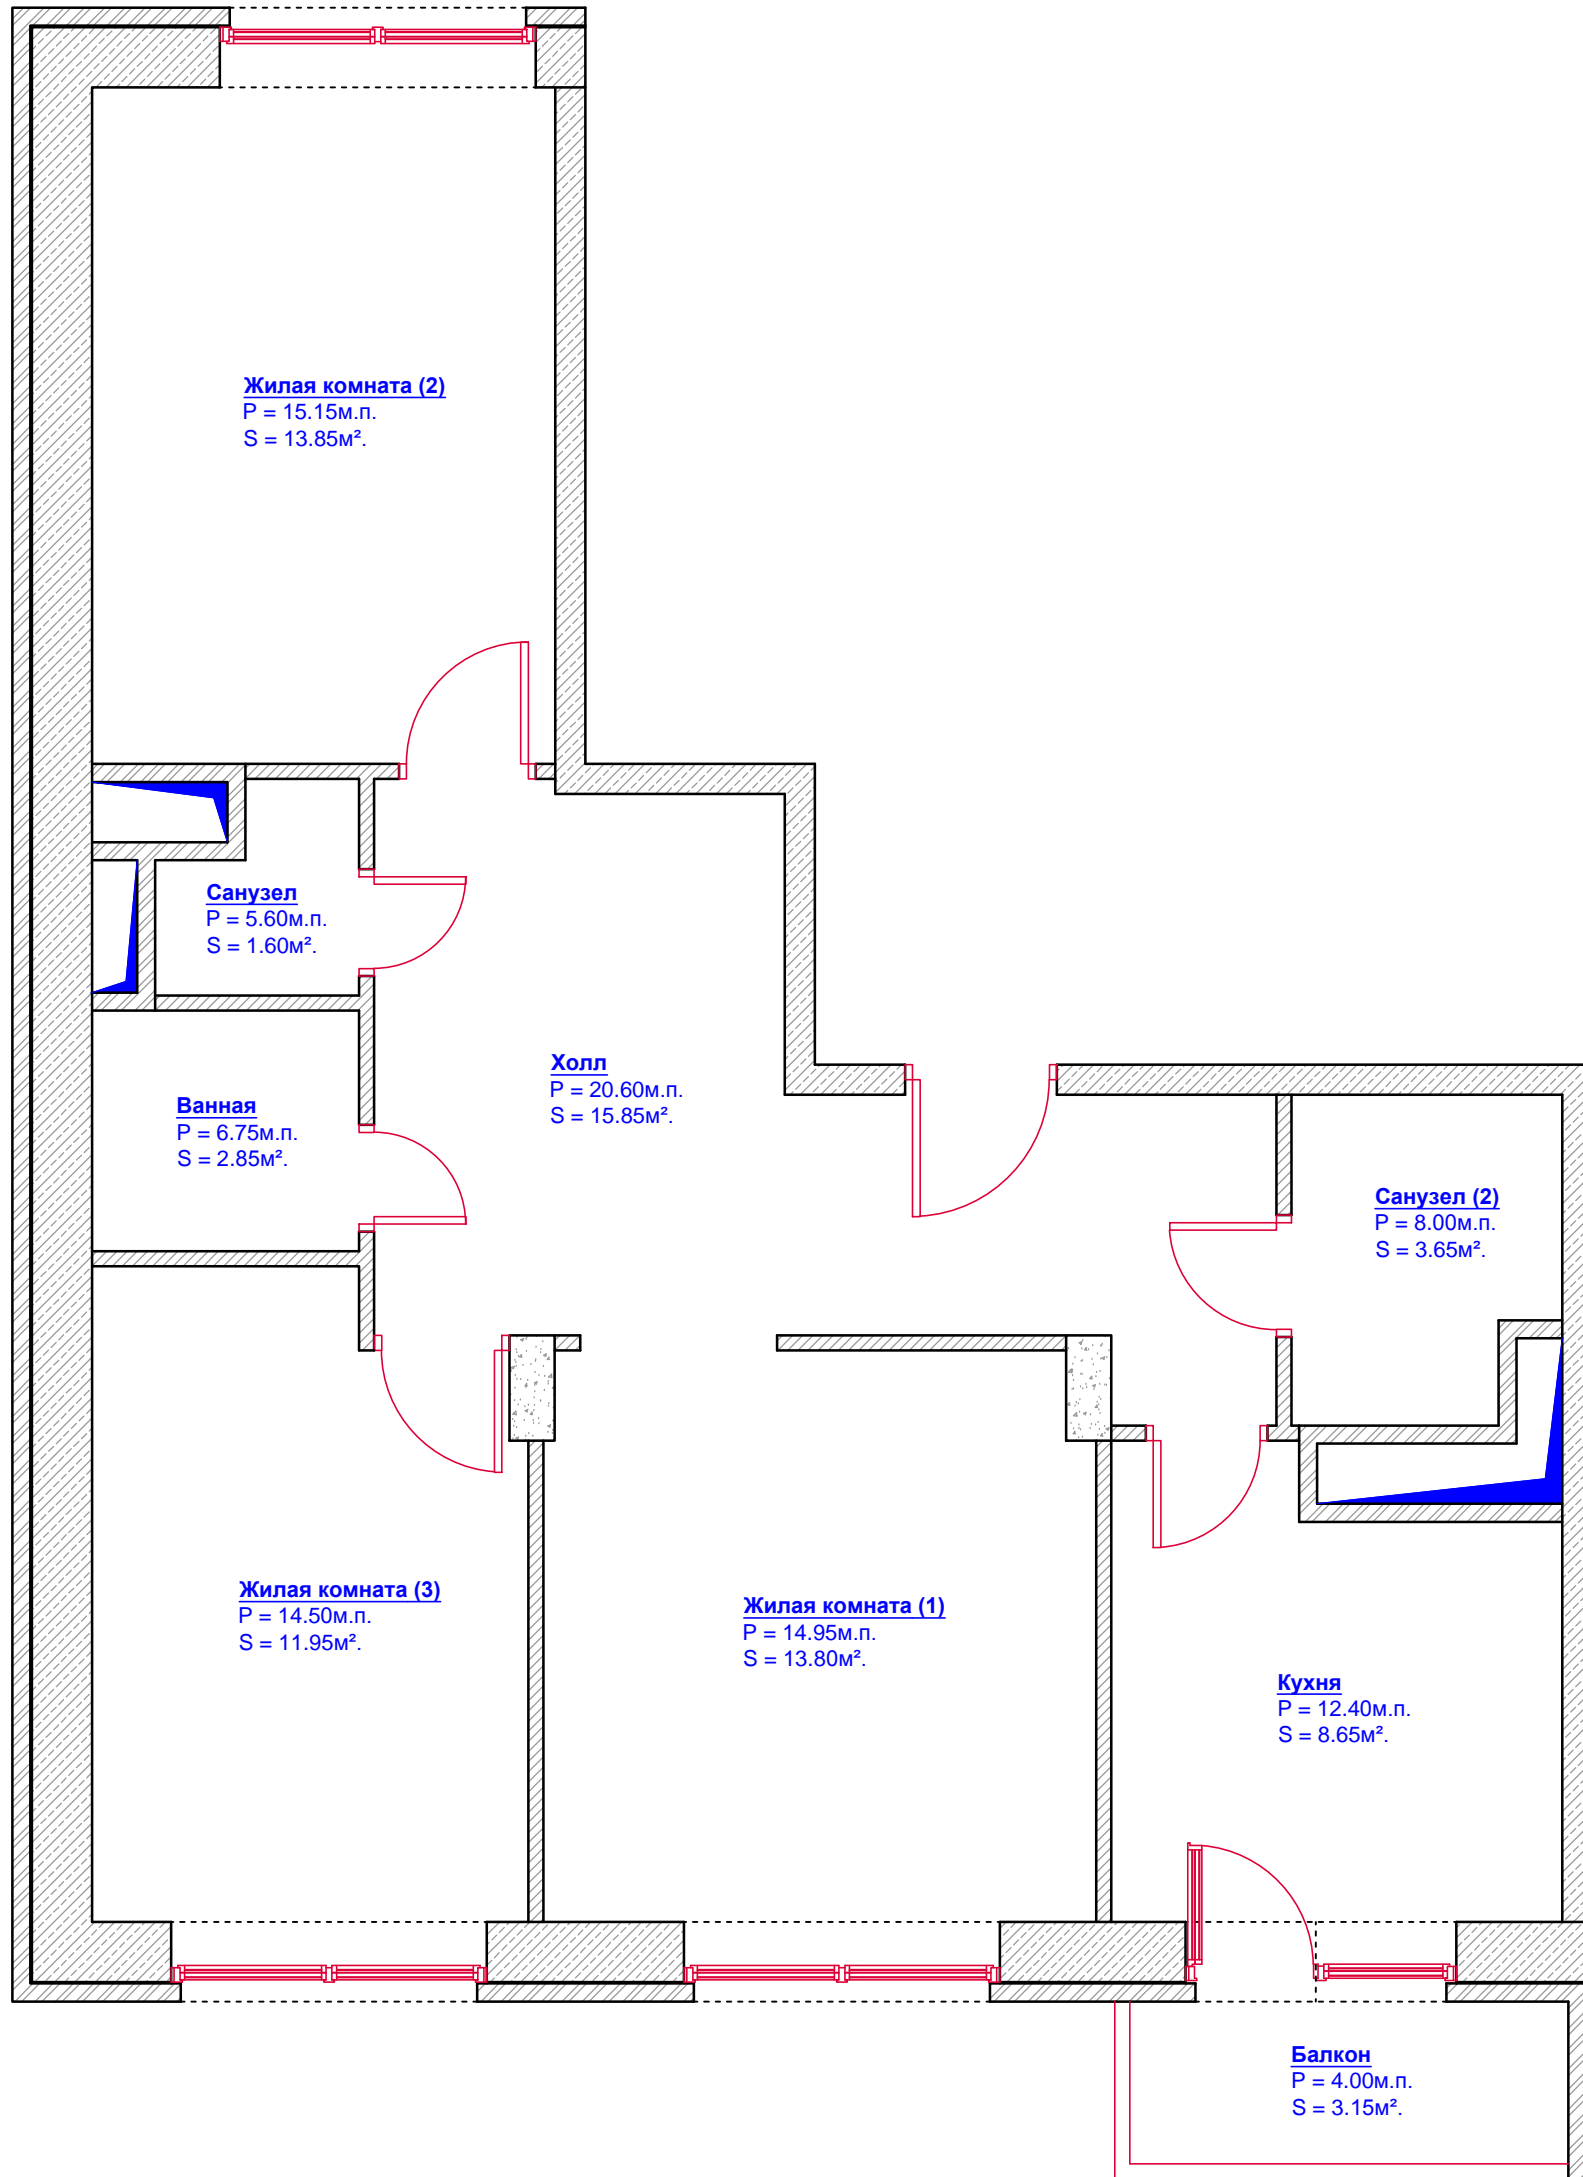 Жилая комната (2)
P = 15.15м.п.
S = 13.85м².
Санузел
P = 5.60м.п.
S = 1.60м².
Холл
P = 20.60м.п.
S = 15.85м².
Ванная
P = 6.75м.п.
S = 2.85м².
Санузел (2)
P = 8.00м.п.
S = 3.65м².
Жилая комната (3)
P = 14.50м.п.
S = 11.95м².
Жилая комната (1)
P = 14.95м.п.
S = 13.80м².
Кухня
P = 12.40м.п.
S = 8.65м².
Балкон
P = 4.00м.п.
S = 3.15м².